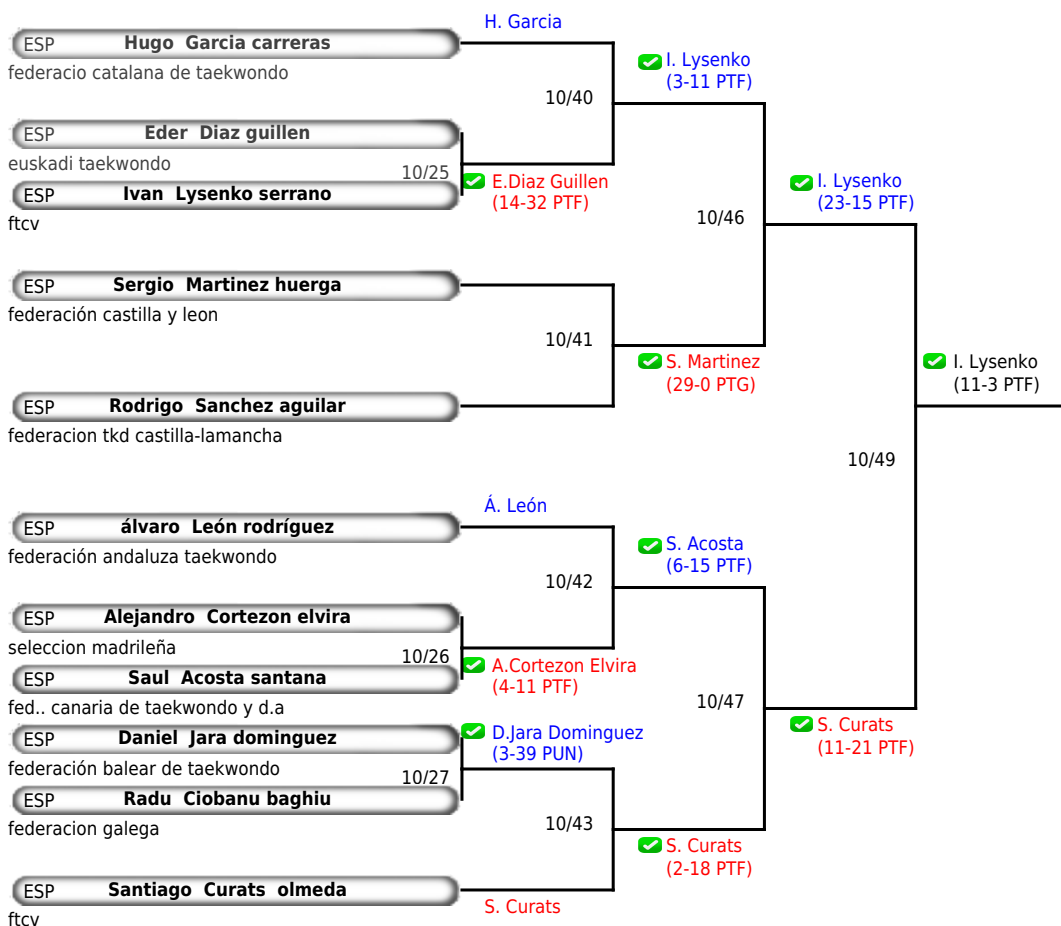 H. Garcia
ESP Hugo Garcia carreras
federacio catalana de taekwondo
I. Lysenko
(3-11 PTF)
10/40
ESP Eder Diaz guillen
euskadi taekwondo
10/25
E.Diaz Guillen
(14-32 PTF)
ESP Ivan Lysenko serrano
ftcv
I. Lysenko
(23-15 PTF)
10/46
ESP Sergio Martinez huerga
federación castilla y leon
10/41
S. Martinez
(29-0 PTG)
I. Lysenko
(11-3 PTF)
ESP Rodrigo Sanchez aguilar
federacion tkd castilla-lamancha
10/49
Á. León
ESP álvaro León rodríguez
federación andaluza taekwondo
S. Acosta
(6-15 PTF)
10/42
ESP Alejandro Cortezon elvira
seleccion madrileña
10/26
A.Cortezon Elvira
(4-11 PTF)
ESP Saul Acosta santana
fed.. canaria de taekwondo y d.a
10/47
S. Curats
(11-21 PTF)
ESP Daniel Jara dominguez
D.Jara Dominguez
(3-39 PUN)
federación balear de taekwondo
10/27
ESP Radu Ciobanu baghiu
federacion galega
10/43
S. Curats
(2-18 PTF)
ESP Santiago Curats olmeda
S. Curats
ftcv